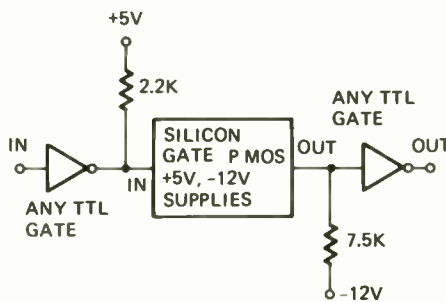 +5V
2.2K
ANY TTL
GATE
SILICON
GATE P MOS
+5V, -12V
SUPPLIES
IN
IN
OUT
OUT
ANY TTL
GATE
7.5K
-12V